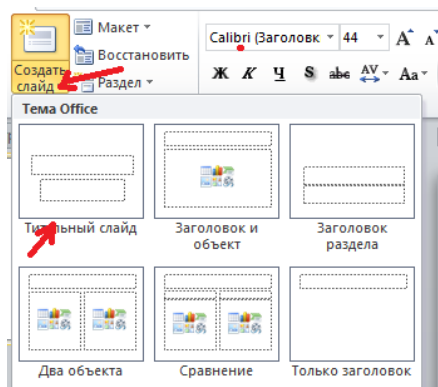 Макет
Восстановить
Раздел
Создать
слайд
Calibri (Заголовк
44
А А
Ж К Ч S abc AV Aa
Тема Office
Титульный слайд
Заголовок и
объект
Заголовок
раздела
Два объекта
Сравнение
Только заголовок